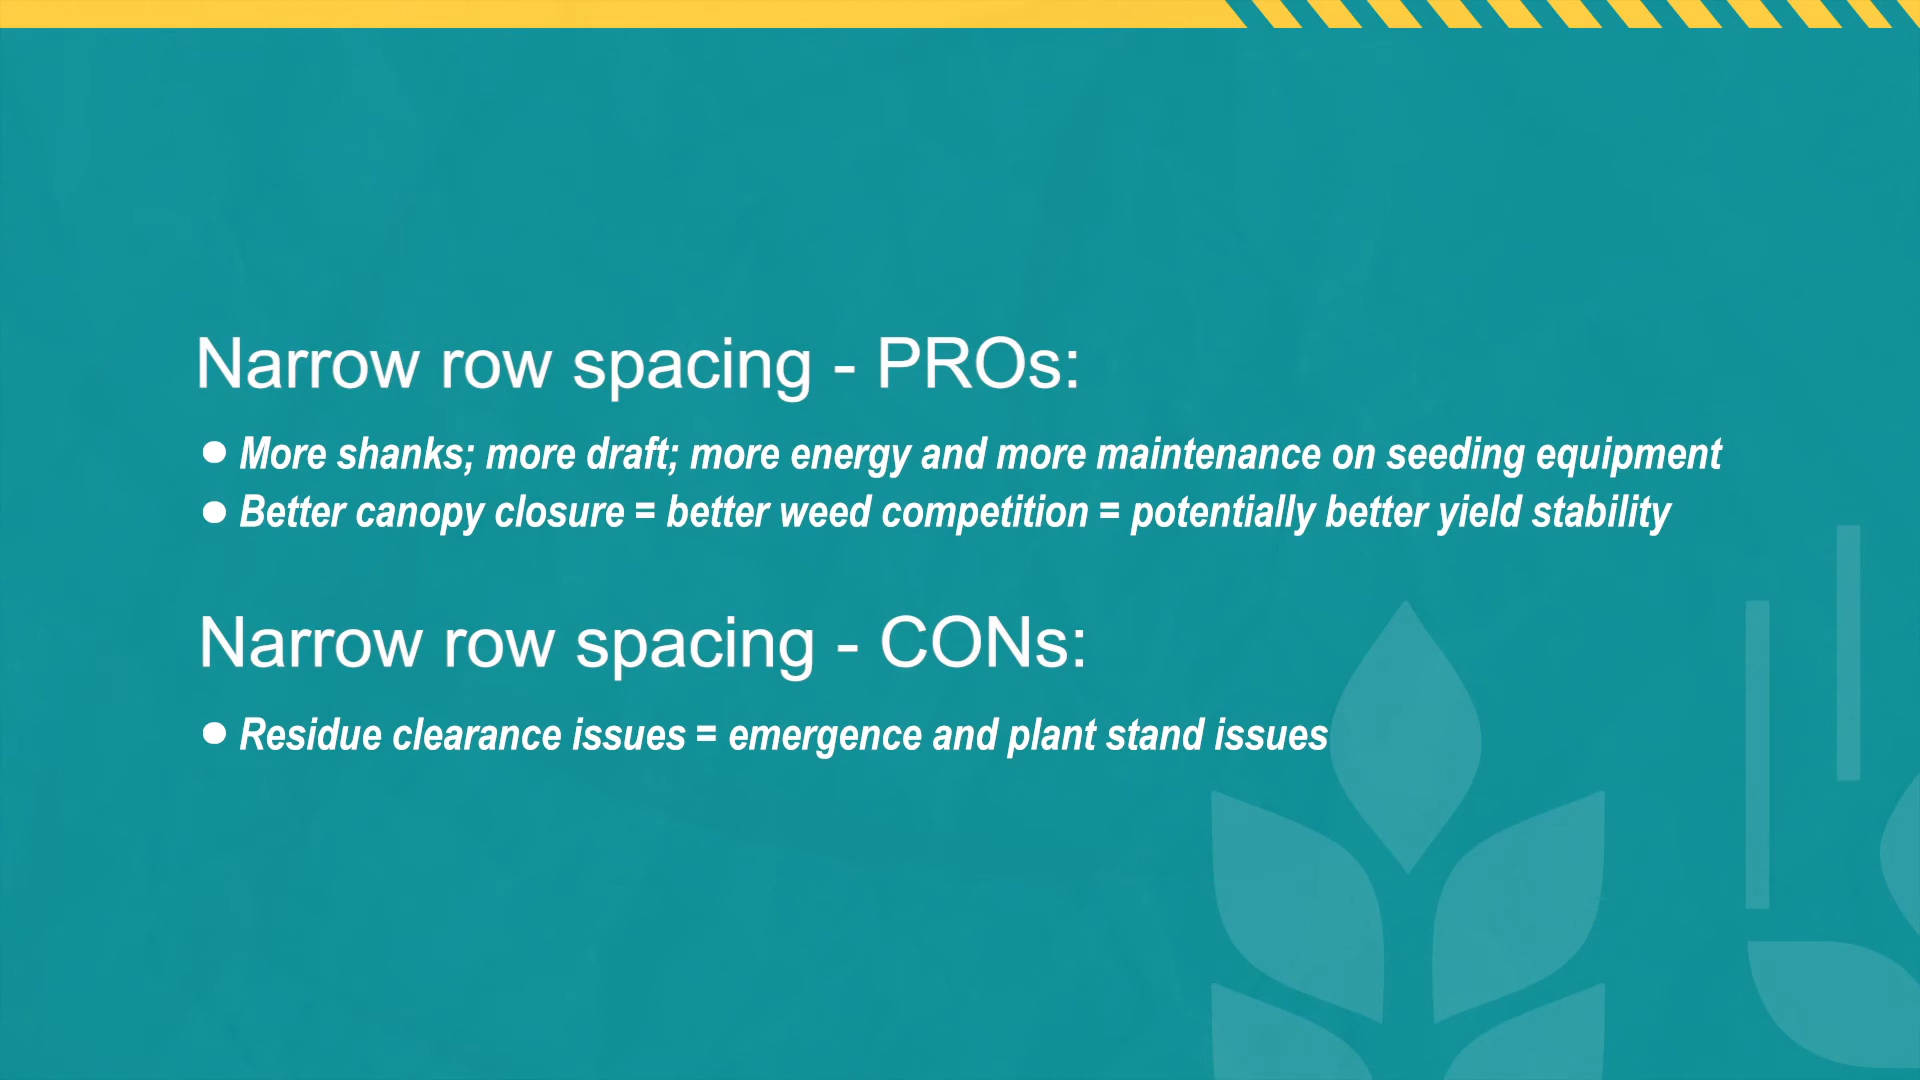 Narrow row spacing - PROs:
● More shanks; more draft; more energy and more maintenance on seeding equipment
● Better canopy closure = better weed competition = potentially better yield stability
Narrow row spacing - CONs:
● Residue clearance issues = emergence and plant stand issues